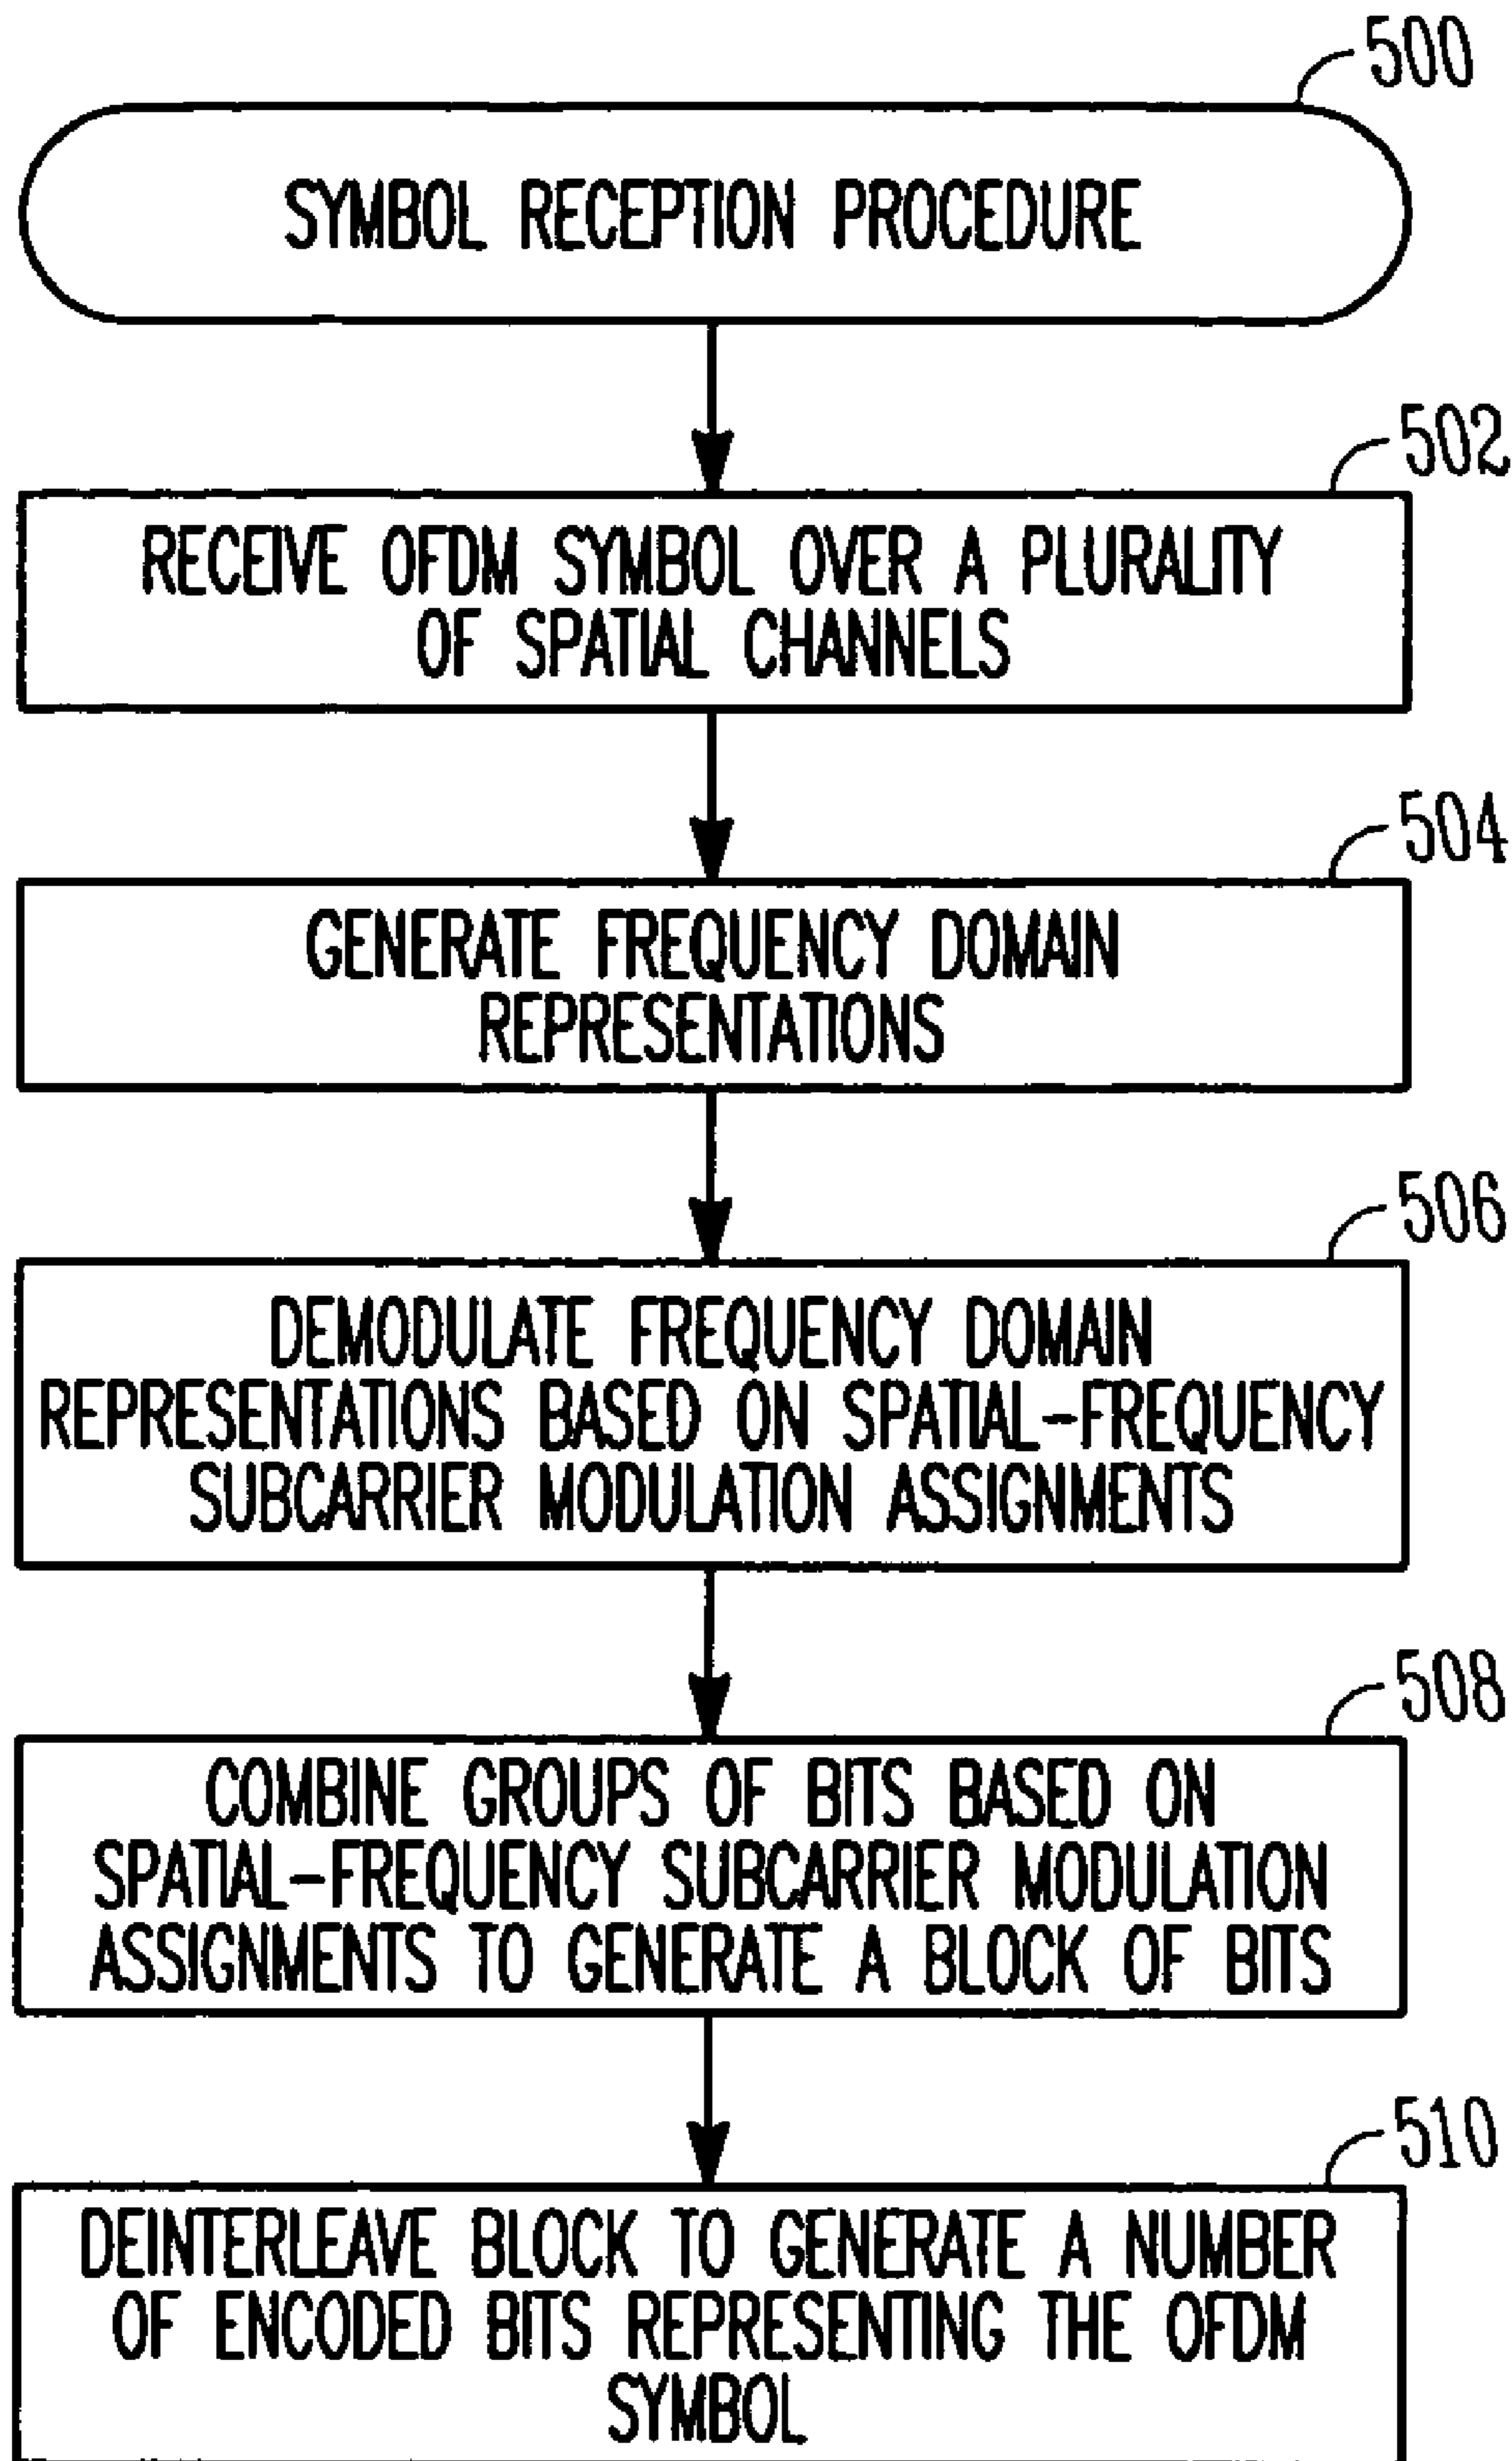 500
SYMBOL RECEPTION PROCEDURE
502
RECEIVE OFDM SYMBOL OVER A PLURALITY
OF SPATIAL CHANNELS
504
GENERATE FREQUENCY DOMAIN
REPRESENTATIONS
506
DEMODULATE FREQUENCY DOMAIN
REPRESENTATIONS BASED ON SPATIAL-FREQUENCY
SUBCARRIER MODULATION ASSIGNMENTS
508
COMBINE GROUPS OF BITS BASED ON
SPATIAL-FREQUENCY SUBCARRIER MODULATION
ASSIGNMENTS TO GENERATE A BLOCK OF BITS
510
DEINTERLEAVE BLOCK TO GENERATE A NUMBER
OF ENCODED BITS REPRESENTING THE OFDM
SYMBOL